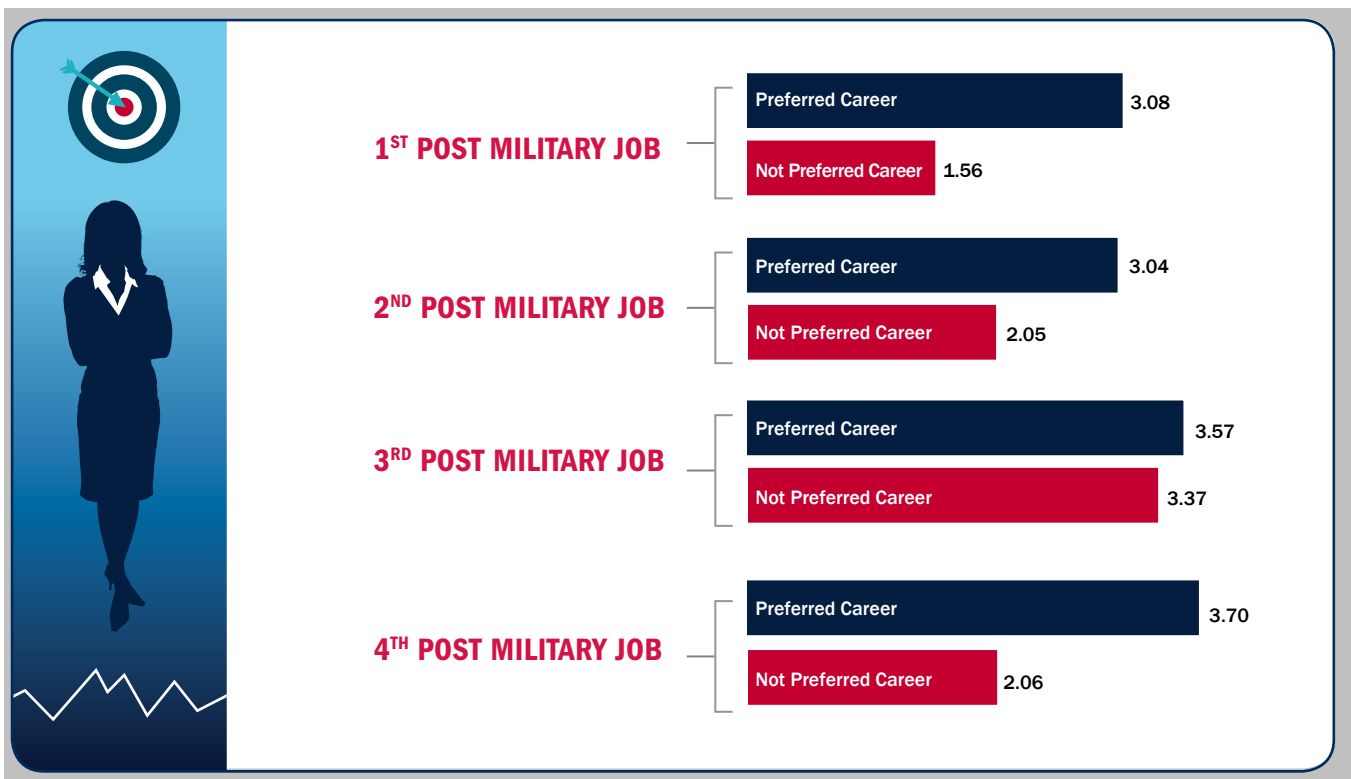 1ST POST MILITARY JOB
Preferred Career 3.08
Not Preferred Career 1.56
2ND POST MILITARY JOB
Preferred Career 3.04
Not Preferred Career 2.05
3RD POST MILITARY JOB
Preferred Career 3.57
Not Preferred Career 3.37
4TH POST MILITARY JOB
Preferred Career 3.70
Not Preferred Career 2.06